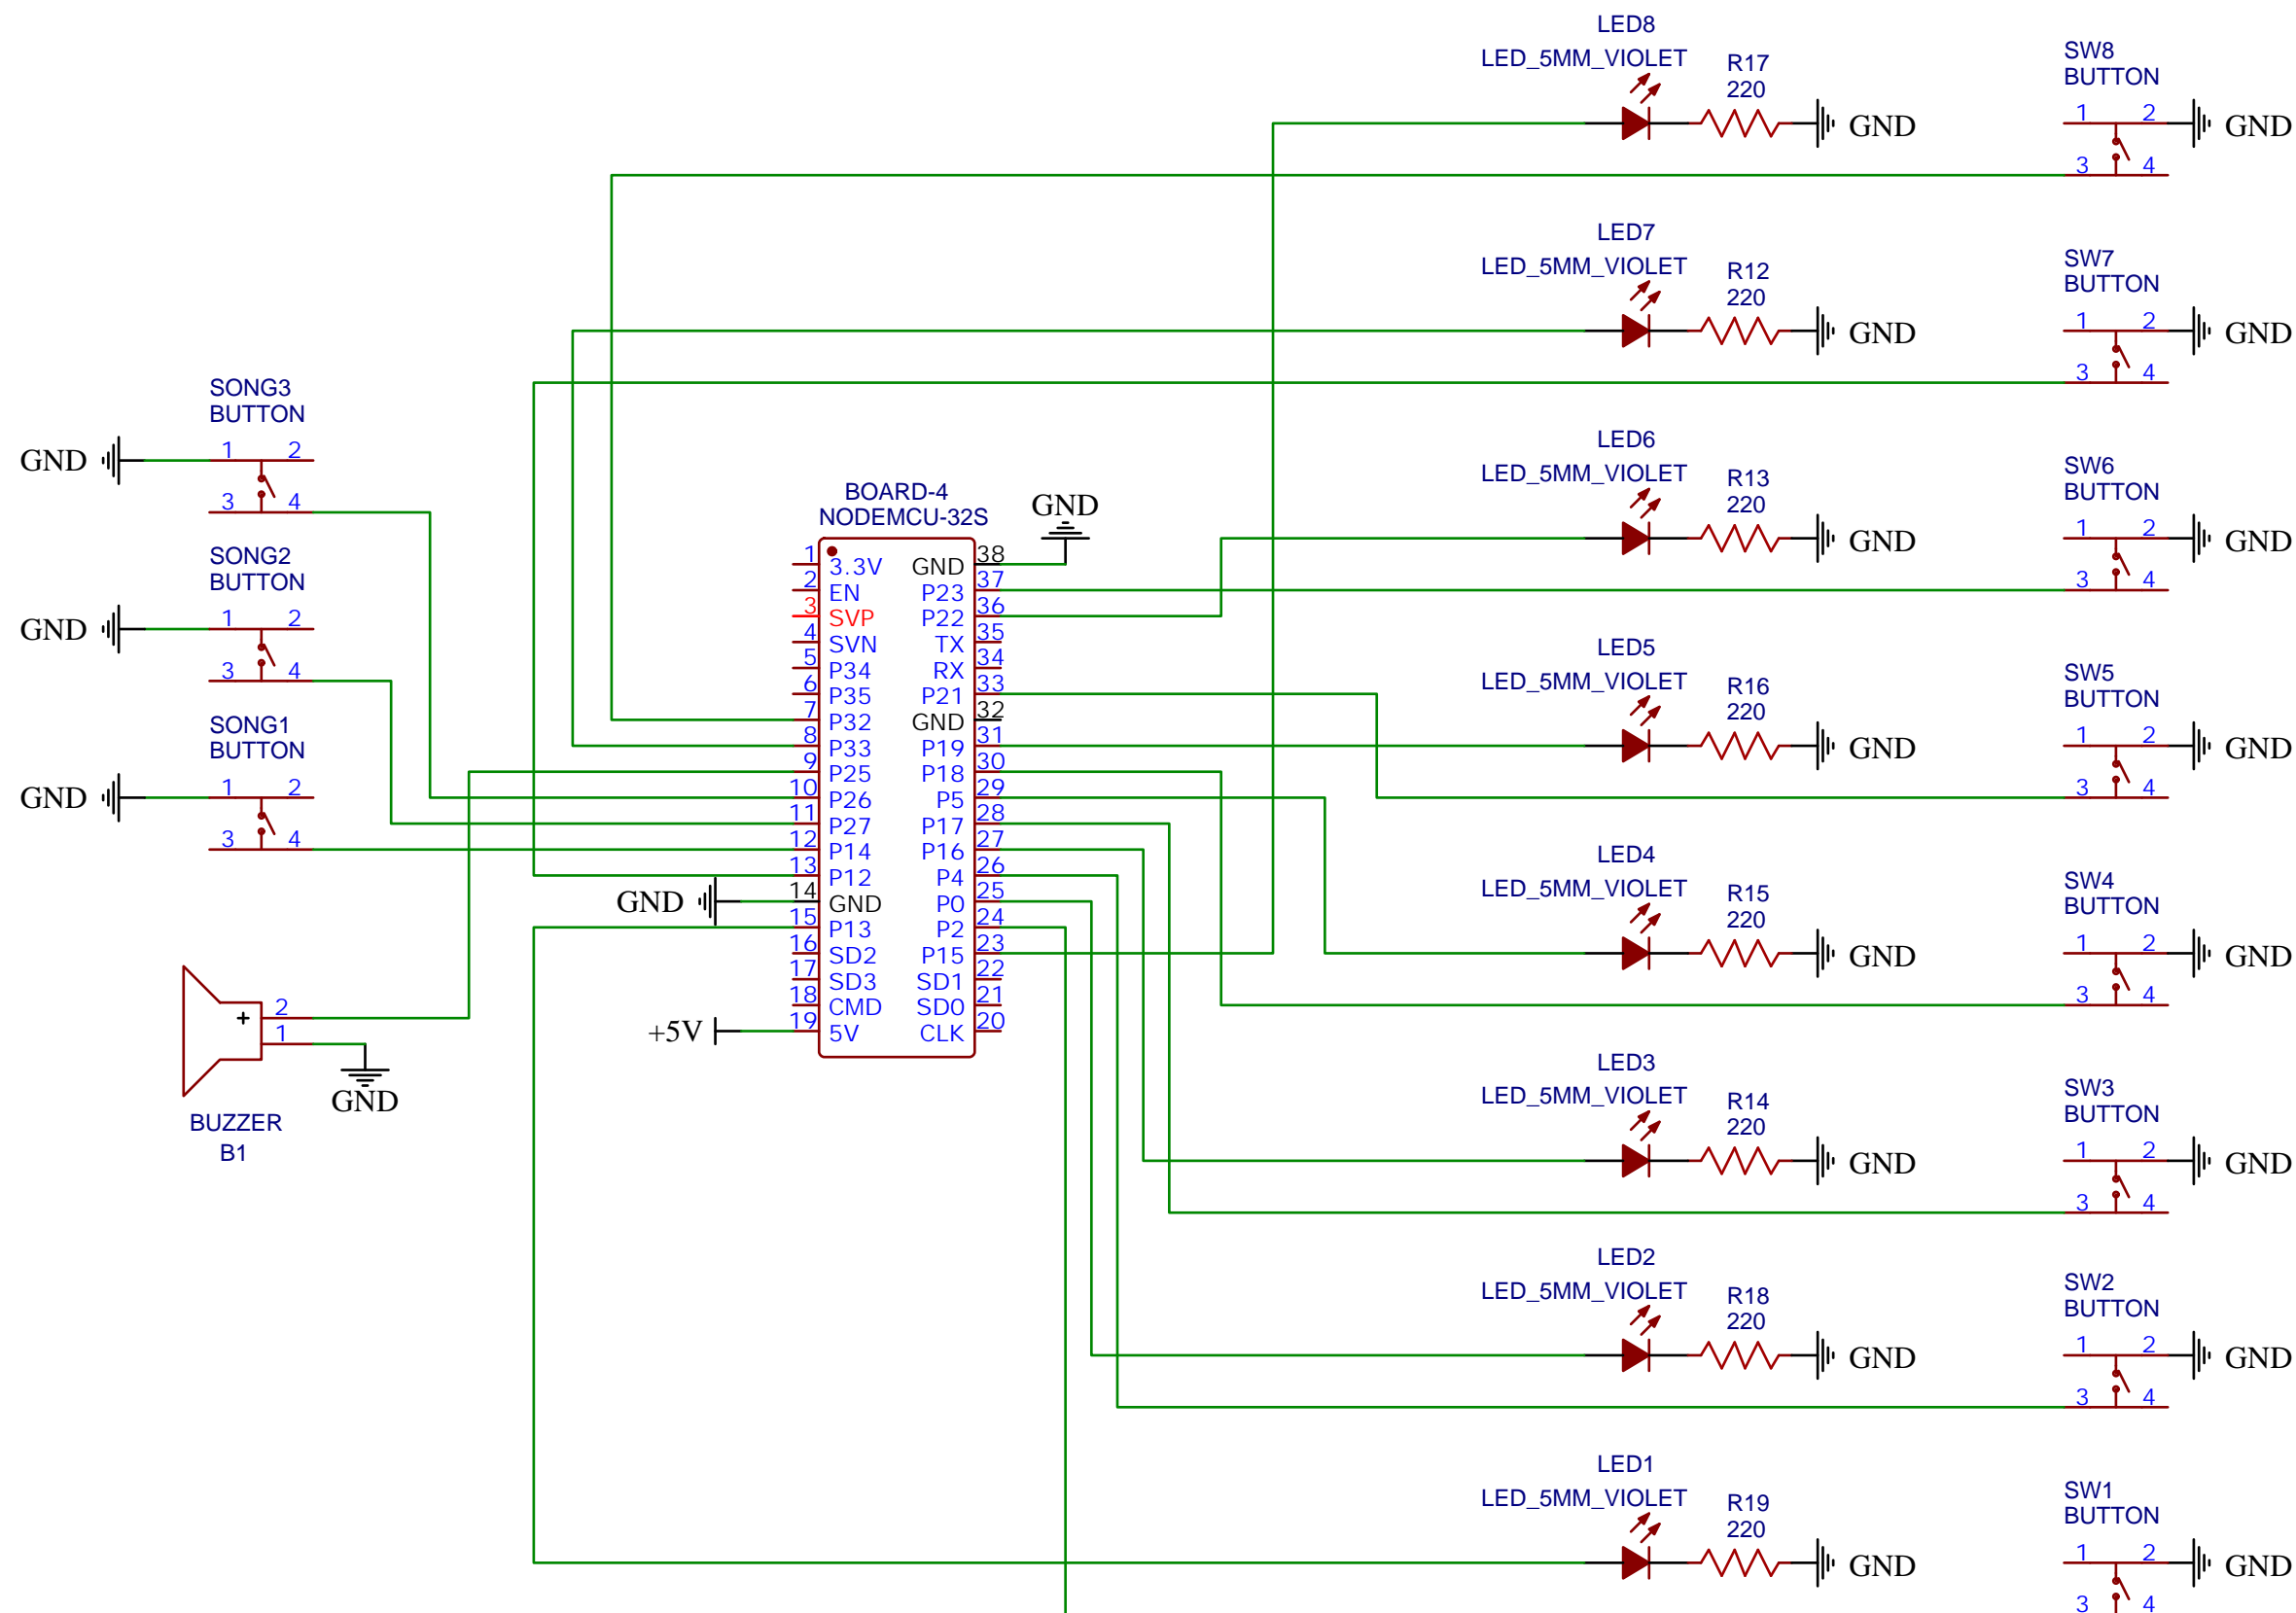 LED8
LED_5MM_VIOLET
R17
220
GND
SW8
BUTTON
1 2
3 4
GND
LED7
LED_5MM_VIOLET
R12
220
GND
SW7
BUTTON
1 2
3 4
GND
SONG3
BUTTON
1 2
3 4
GND
SONG2
BUTTON
1 2
3 4
GND
SONG1
BUTTON
1 2
3 4
GND
BOARD-4
NODEMCU-32S
GND
1 3.3V GND 38
2 EN P23 37
3 SVP P22 36
4 SVN TX 35
5 P34 RX 34
6 P35 P21 33
7 P32 GND 32
8 P33 P19 31
9 P25 P18 30
10 P26 P5 29
11 P27 P17 28
12 P14 P16 27
13 P12 P4 26
14 GND P0 25
15 P13 P2 24
16 SD2 P15 23
17 SD3 SD1 22
18 CMD SD0 21
19 5V CLK 20
GND
+5V
+ 2
1
GND
BUZZER
B1
LED6
LED_5MM_VIOLET
R13
220
GND
SW6
BUTTON
1 2
3 4
GND
LED5
LED_5MM_VIOLET
R16
220
GND
SW5
BUTTON
1 2
3 4
GND
LED4
LED_5MM_VIOLET
R15
220
GND
SW4
BUTTON
1 2
3 4
GND
LED3
LED_5MM_VIOLET
R14
220
GND
SW3
BUTTON
1 2
3 4
GND
LED2
LED_5MM_VIOLET
R18
220
GND
SW2
BUTTON
1 2
3 4
GND
LED1
LED_5MM_VIOLET
R19
220
GND
SW1
BUTTON
1 2
3 4
GND